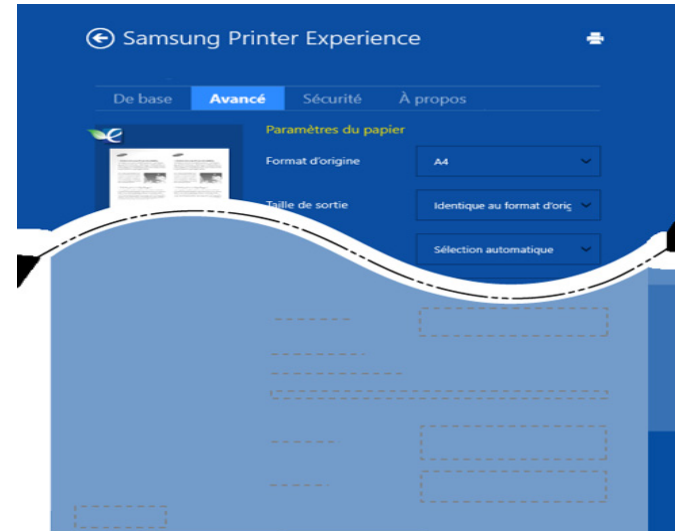 Samsung Printer Experience
De base Avancé Sécurité À propos
Paramètres du papier
Format d'origine A4
Taille de sortie Identique au format d'orig
Sélection automatique